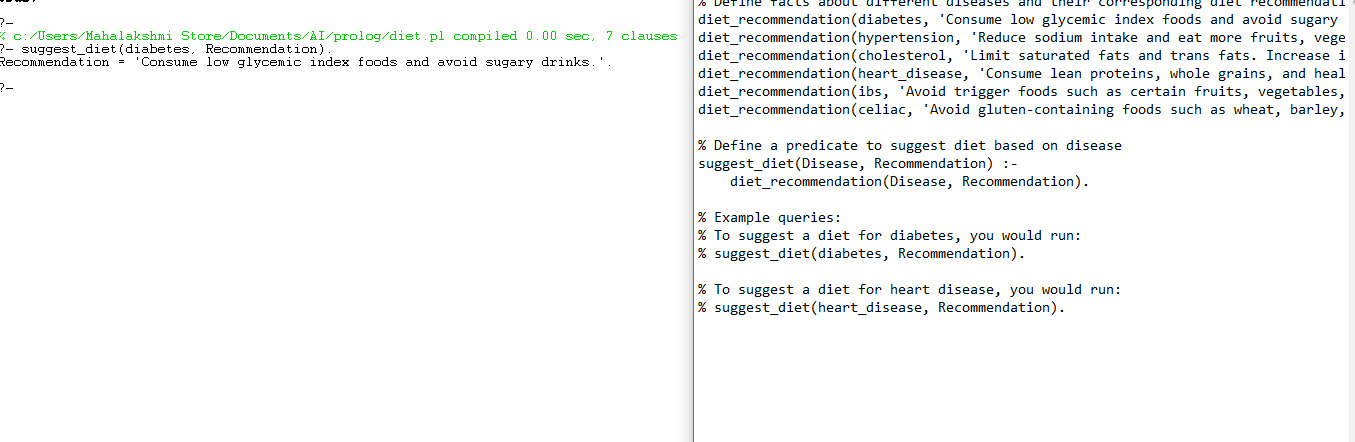 ?-
% c:/Users/Mahalakshmi Store/Documents/AI/prolog/diet.pl compiled 0.00 sec, 7 clauses
?- suggest_diet(diabetes, Recommendation).
Recommendation = 'Consume low glycemic index foods and avoid sugary drinks.'.
?-
% Define facts about different diseases and their corresponding diet recommendati
diet_recommendation(diabetes, 'Consume low glycemic index foods and avoid sugary
diet_recommendation(hypertension, 'Reduce sodium intake and eat more fruits, vege
diet_recommendation(cholesterol, 'Limit saturated fats and trans fats. Increase i
diet_recommendation(heart_disease, 'Consume lean proteins, whole grains, and heal
diet_recommendation(ibs, 'Avoid trigger foods such as certain fruits, vegetables,
diet_recommendation(celiac, 'Avoid gluten-containing foods such as wheat, barley,
% Define a predicate to suggest diet based on disease
suggest_diet(Disease, Recommendation) :-
diet_recommendation(Disease, Recommendation).
% Example queries:
% To suggest a diet for diabetes, you would run:
% suggest_diet(diabetes, Recommendation).
% To suggest a diet for heart disease, you would run:
% suggest_diet(heart_disease, Recommendation).